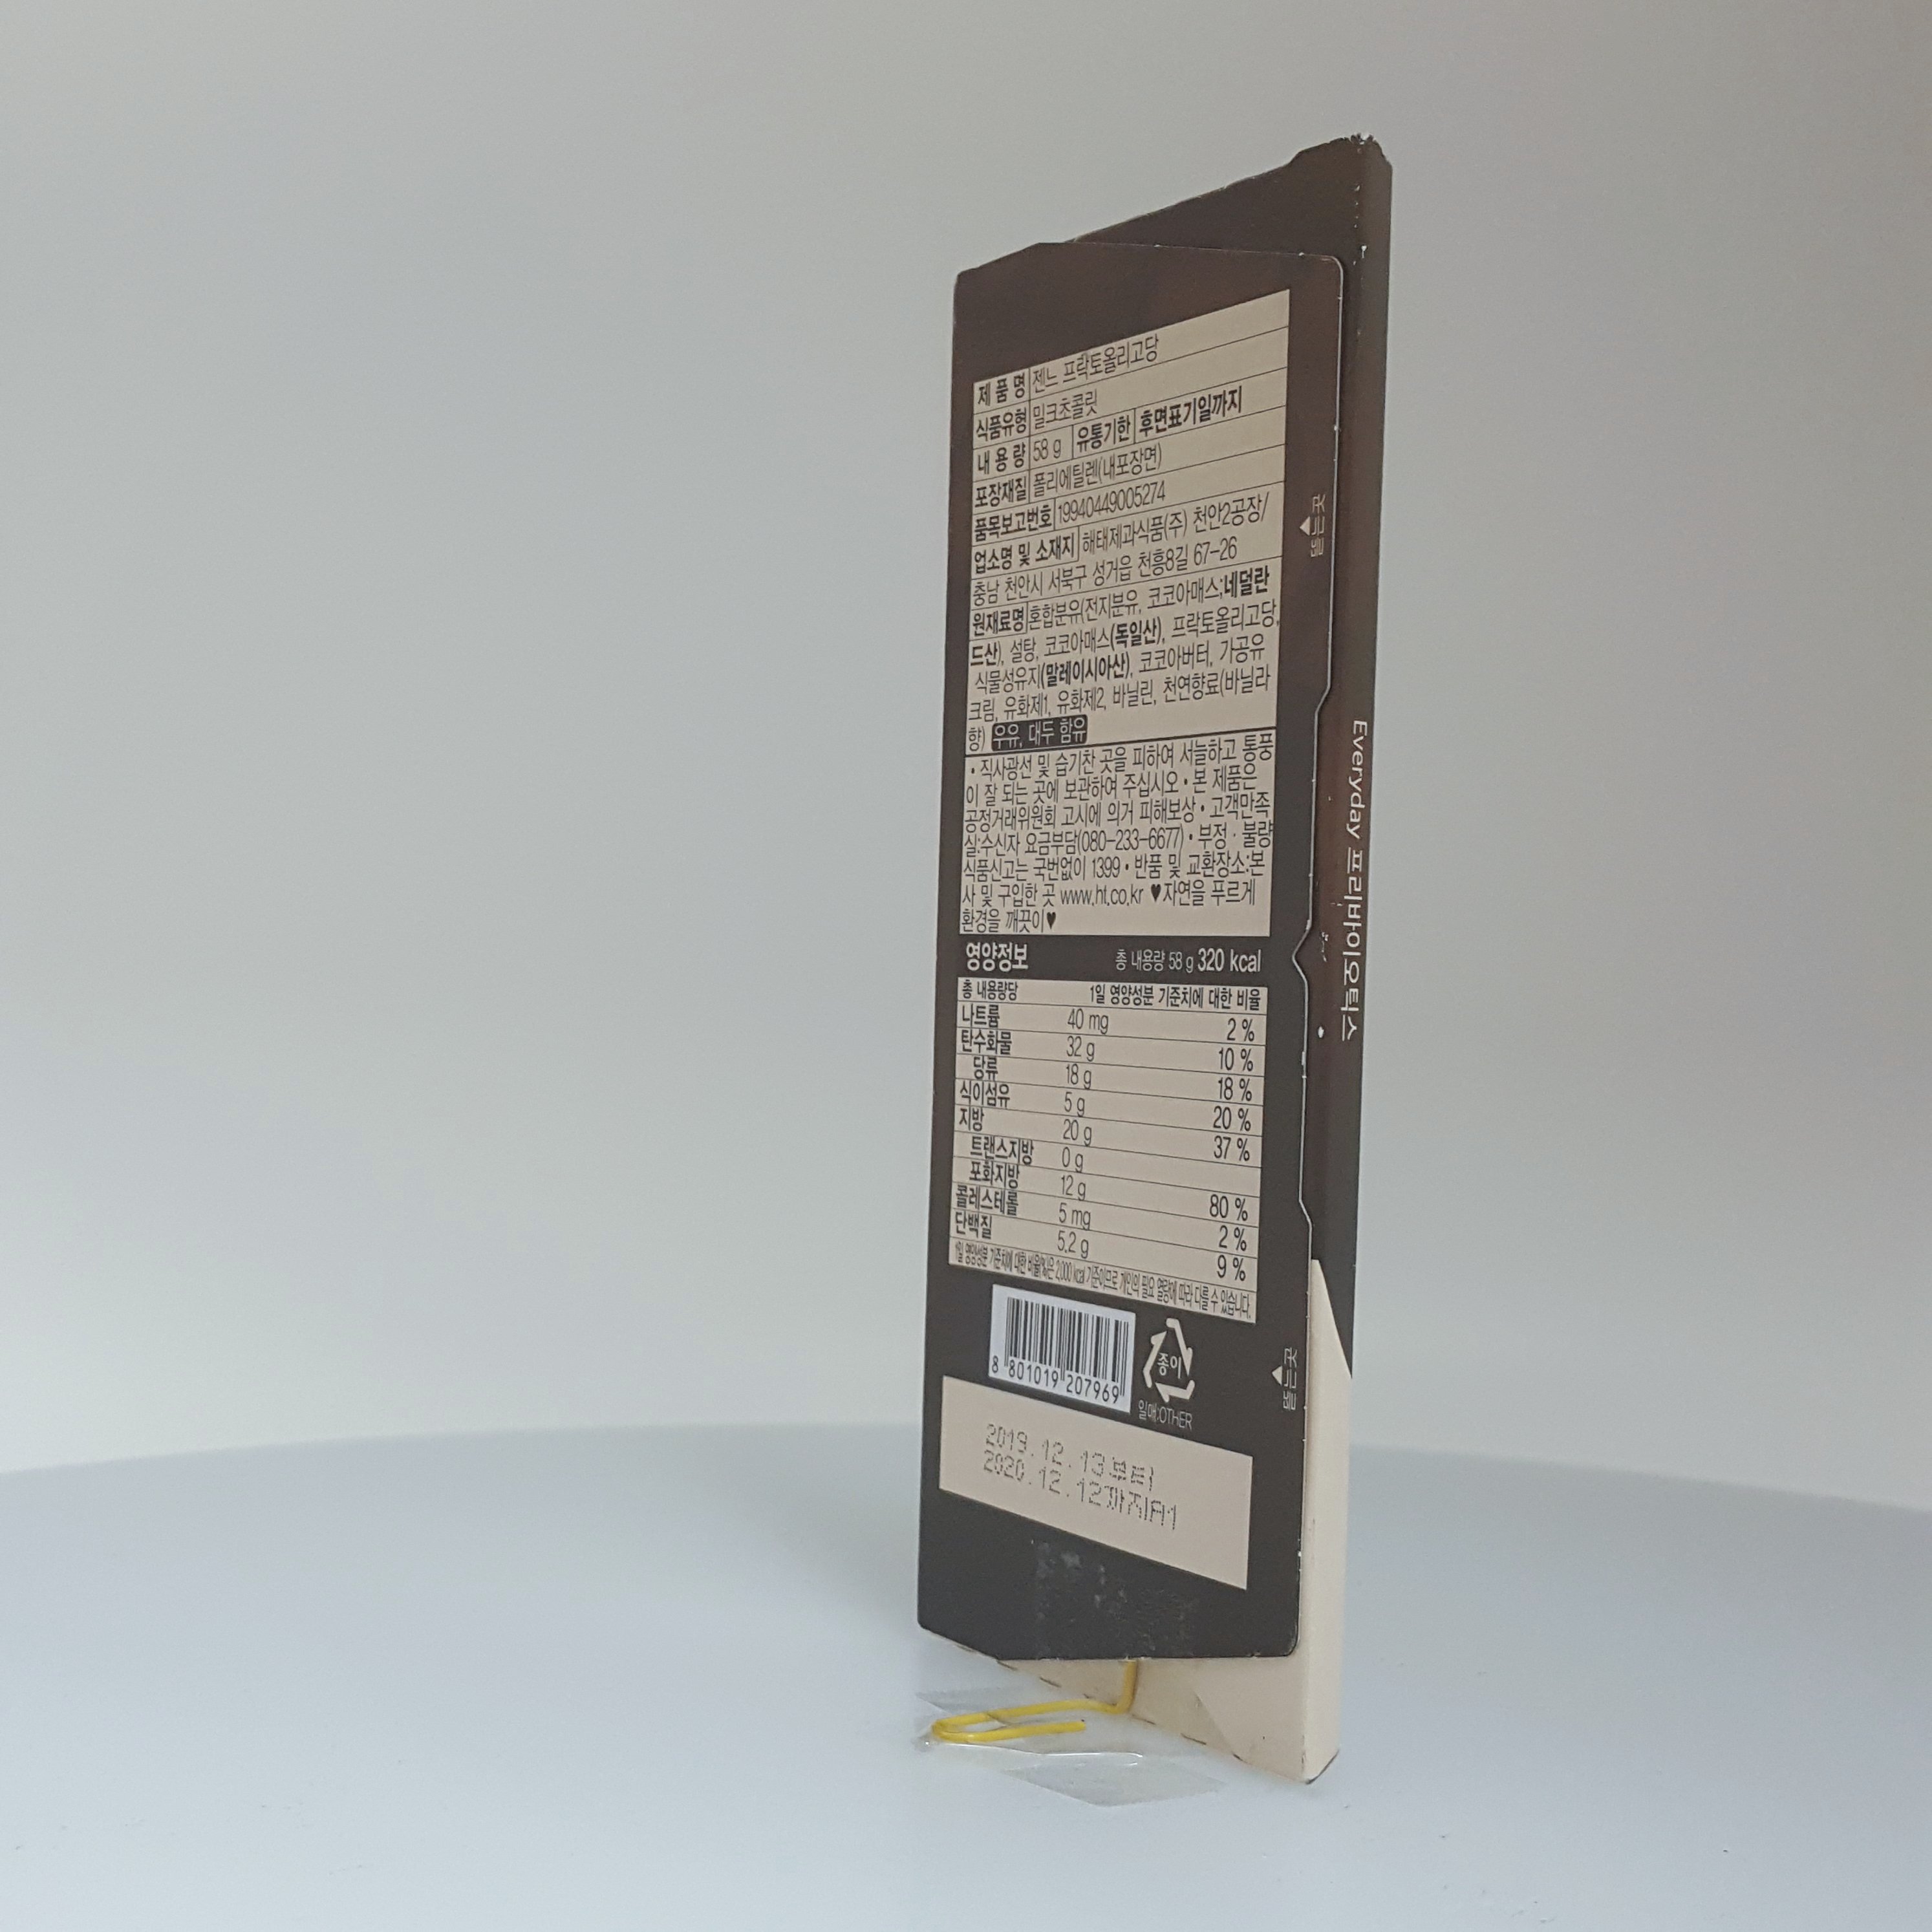 제 품 명 젠느 프락토올리고당
식품유형 밀크초콜릿
내 용 량 58 g 유통기한 후면표기일까지
포장재질 폴리에틸렌(내포장면)
품목보고번호 19940449005274
업소명 및 소재지 해태제과식품(주) 천안2공장/
충남 천안시 서북구 성거읍 천흥8길 67-26
원재료명 혼합분유(전지분유, 코코아매스;네덜란
드산), 설탕, 코코아매스(독일산), 프락토올리고당,
식물성유지(말레이시아산), 코코아버터, 가공유
크림, 유화제1, 유화제2, 바닐린, 천연향료(바닐라
향) 우유, 대두 함유
• 직사광선 및 습기찬 곳을 피하여 서늘하고 통풍
이 잘 되는 곳에 보관하여 주십시오 • 본 제품은
공정거래위원회 고시에 의거 피해보상 • 고객만족
실:수신자 요금부담(080-233-6677) • 부정·불량
식품신고는 국번없이 1399 • 반품 및 교환장소:본
사 및 구입한 곳 www.ht.co.kr ♥자연을 푸르게
환경을 깨끗이♥
영양정보 총 내용량 58 g 320 kcal
총 내용량당 1일 영양성분 기준치에 대한 비율
나트륨 40 mg 2 %
탄수화물 32 g 10 %
당류 18 g 18 %
식이섬유 5 g 20 %
지방 20 g 37 %
트랜스지방 0 g
포화지방 12 g 80 %
콜레스테롤 5 mg 2 %
단백질 5.2 g 9 %
1일 영양성분 기준치에 대한 비율(%)은 2,000 kcal 기준이므로 개인의 필요 열량에 따라 다를 수 있습니다.
8 801019 207969
종이
일매:OTHER
2019.12.13부터
2020.12.12까지A1
뜯는곳
뜯는곳
Everyday 프리바이오틱스